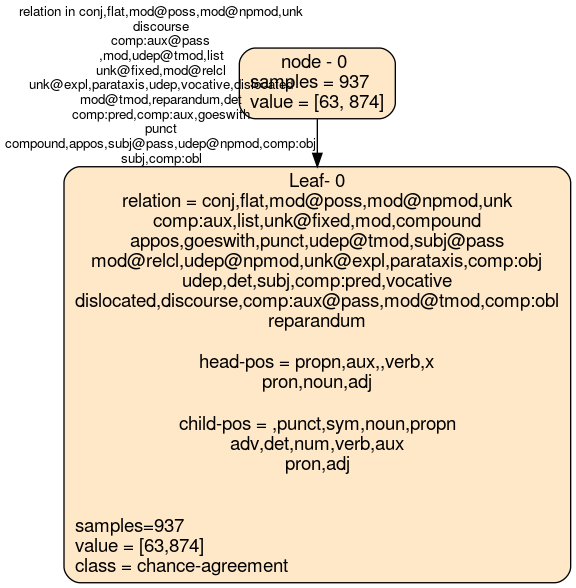 relation in conj,flat,mod@poss,mod@npmod,unk
discourse
comp:aux@pass
,mod,udep@tmod,list
unk@fixed,mod@relcl
unk@expl,parataxis,udep,vocative,dislocated
mod@tmod,reparandum,det
comp:pred,comp:aux,goeswith
punct
compound,appos,subj@pass,udep@npmod,comp:obj
subj,comp:obl
node - 0
samples = 937
value = [63, 874]
Leaf- 0
relation = conj,flat,mod@poss,mod@npmod,unk
comp:aux,list,unk@fixed,mod,compound
appos,goeswith,punct,udep@tmod,subj@pass
mod@relcl,udep@npmod,unk@expl,parataxis,comp:obj
udep,det,subj,comp:pred,vocative
dislocated,discourse,comp:aux@pass,mod@tmod,comp:obl
reparandum
head-pos = propn,aux,,verb,x
pron,noun,adj
child-pos = ,punct,sym,noun,propn
adv,det,num,verb,aux
pron,adj
samples=937
value = [63,874]
class = chance-agreement